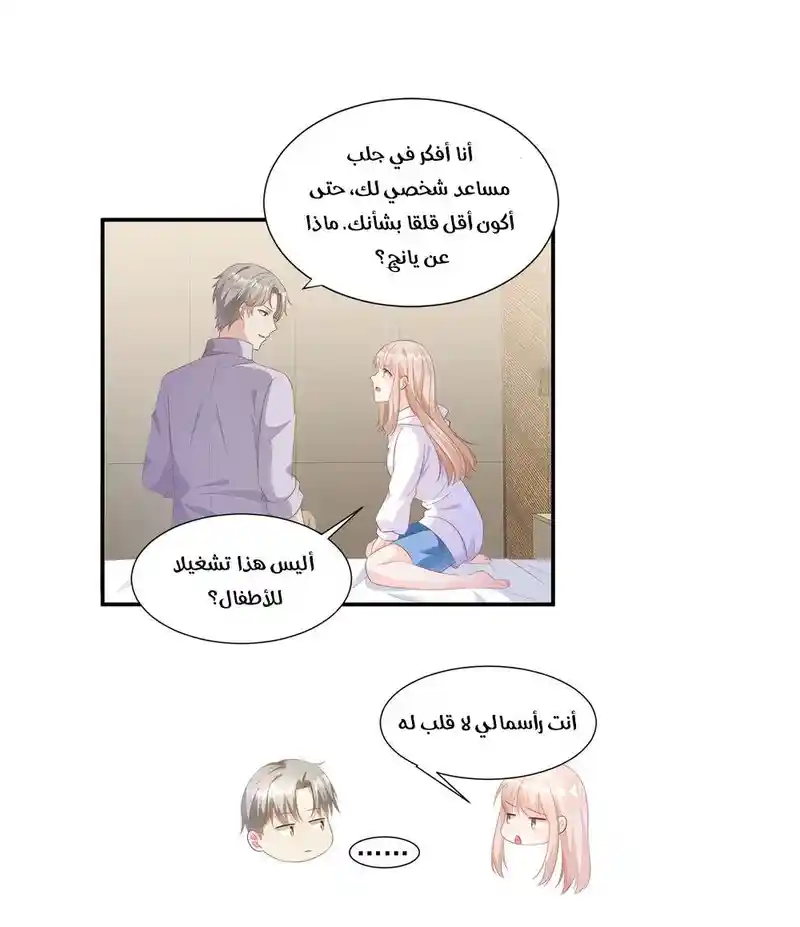 أنا أفكر في جلب
مساعد شخصي لك، حتى
أكون أقل قلقا بشأنك. ماذا
عن يانج؟
أليس هذا تشغيلا
للأطفال؟
أنت رأسمالي لا قلب له
......